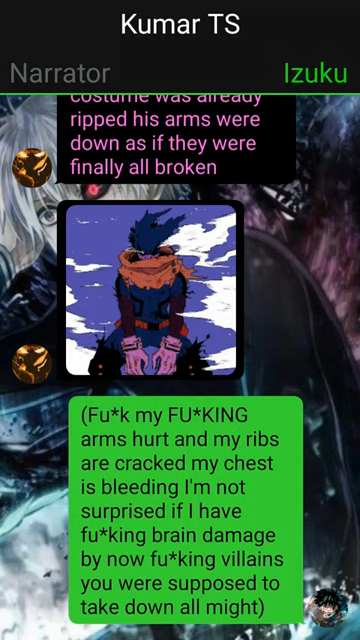 Kumar TS
Narrator
Izuku
costume was already
ripped his arms were
down as if they were
finally all broken
(Fu*k my FU*KING
arms hurt and my ribs
are cracked my chest
is bleeding I'm not
surprised if I have
fu*king brain damage
by now fu*king villains
you were supposed to
take down all might)